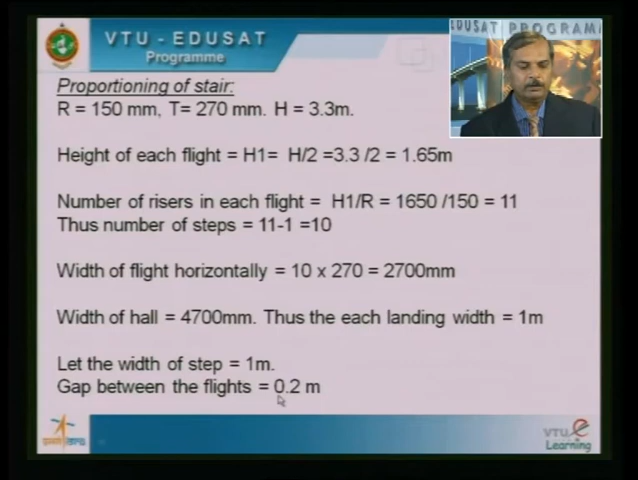 VTU - EDUSAT
Programme
EDUSAT PROGRAM
Proportioning of stair:
R = 150 mm, T= 270 mm. H = 3.3m.
Height of each flight = H1= H/2 =3.3 /2 = 1.65m
Number of risers in each flight = H1/R = 1650 /150 = 11
Thus number of steps = 11-1 =10
Width of flight horizontally = 10 x 270 = 2700mm
Width of hall = 4700mm. Thus the each landing width = 1m
Let the width of step = 1m.
Gap between the flights = 0.2 m
VTU e
Learning